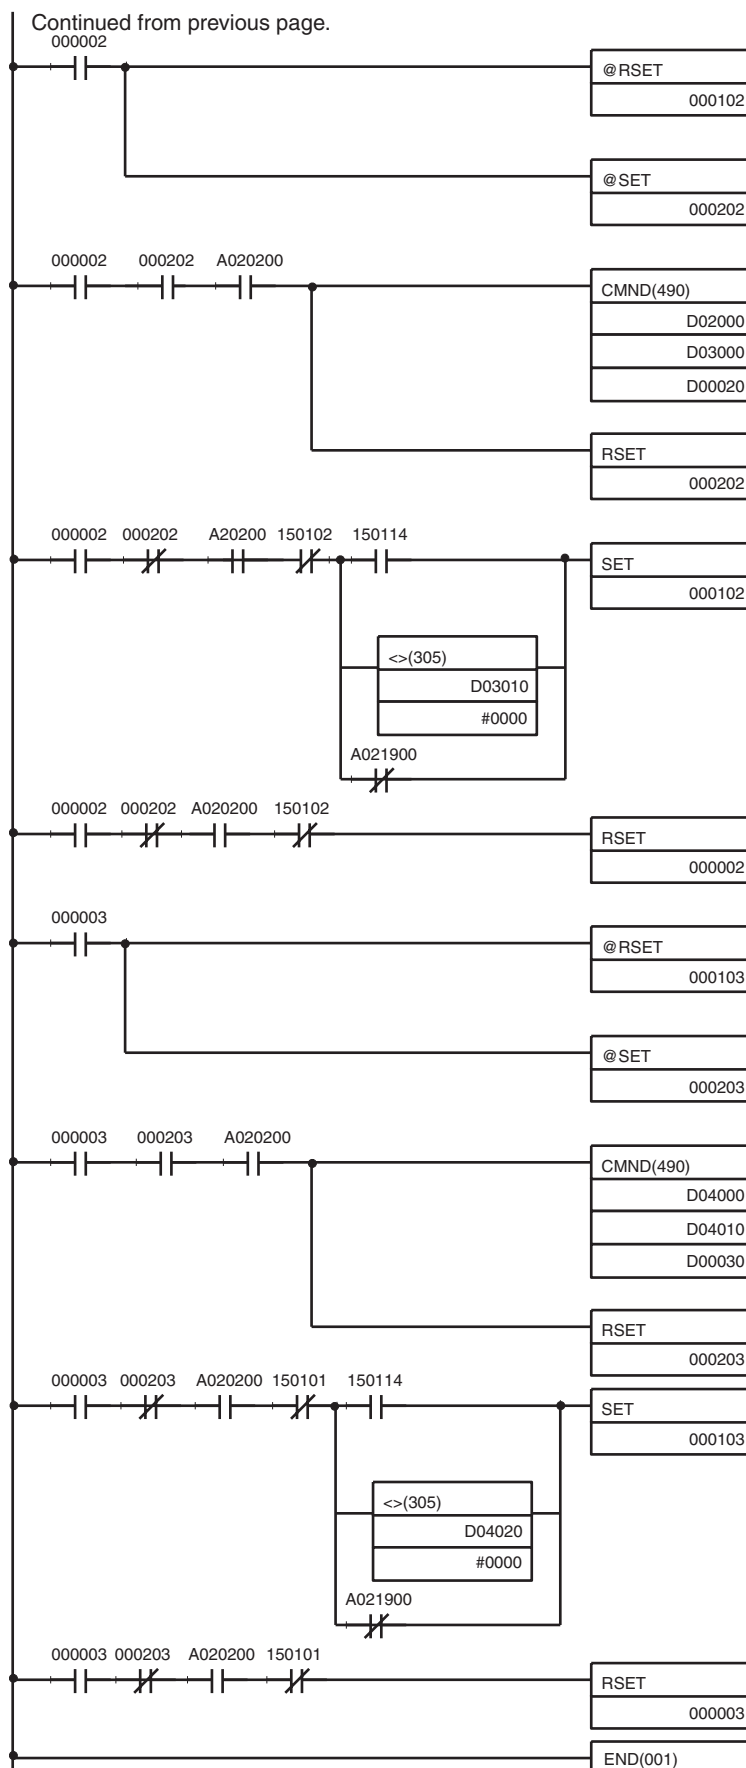 Continued from previous page.
000002
@RSET
000102
@SET
000202
000002 000202 A020200
CMND(490)
D02000
D03000
D00020
RSET
000202
000002 000202 A20200 150102 150114
SET
000102
<>(305)
D03010
#0000
A021900
000002 000202 A020200 150102
RSET
000002
000003
@RSET
000103
@SET
000203
000003 000203 A020200
CMND(490)
D04000
D04010
D00030
RSET
000203
000003 000203 A020200 150101 150114
SET
000103
<>(305)
D04020
#0000
A021900
000003 000203 A020200 150101
RSET
000003
END(001)